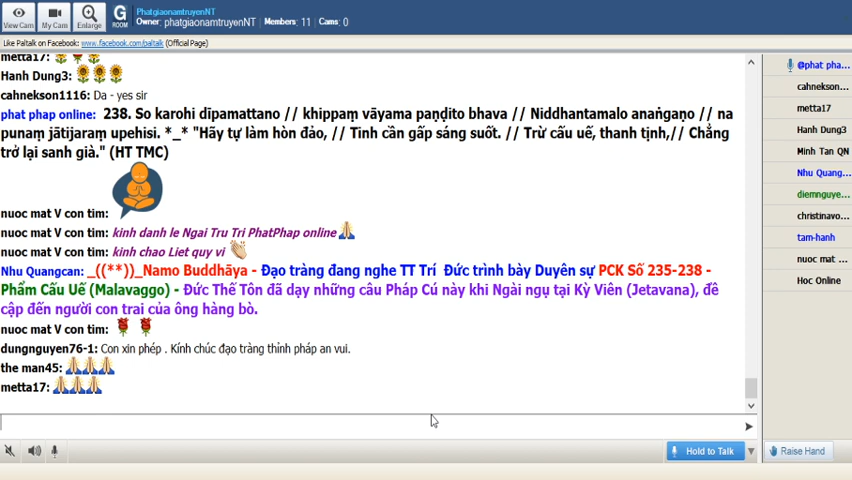 PhatgiaonamtruyenNT
Owner: phatgiaonamtruyenNT Members: 11 Cams: 0
View Cam My Cam Enlarge G ROOM
Like Paltalk on Facebook: www.facebook.com/paltalk (Official Page)
metta17:
Hanh Dung3:
cahnekson1116: Da - yes sir
phat phap online: 238. So karohi dīpamattano // khippaṃ vāyama paṇḍito bhava // Niddhantamalo anaṅgaṇo // na
punaṃ jātijaraṃ upehisi. *_* "Hãy tự làm hòn đảo, // Tinh cần gấp sáng suốt. // Trừ cấu uế, thanh tịnh,// Chẳng
trở lại sanh già." (HT TMC)
nuoc mat V con tim:
nuoc mat V con tim: kinh danh le Ngai Tru Tri PhatPhap online
nuoc mat V con tim: kinh chao Liet quy vi
Nhu Quangcan: _((**))_Namo Buddhāya - Đạo tràng đang nghe TT Trí Đức trình bày Duyên sự PCK Số 235-238 -
Phẩm Cấu Uế (Malavaggo) - Đức Thế Tôn đã dạy những câu Pháp Cú này khi Ngài ngụ tại Kỳ Viên (Jetavana), đề
cập đến người con trai của ông hàng bò.
nuoc mat V con tim:
dungnguyen76-1: Con xin phép . Kính chúc đạo tràng thính pháp an vui.
the man45:
metta17:
@phat pha...
cahnekson...
metta17
Hanh Dung3
Minh Tan QN
Nhu Quang...
diemnguye...
christinavo...
tam-hanh
nuoc mat ...
Hoc Online
Hold to Talk
Raise Hand